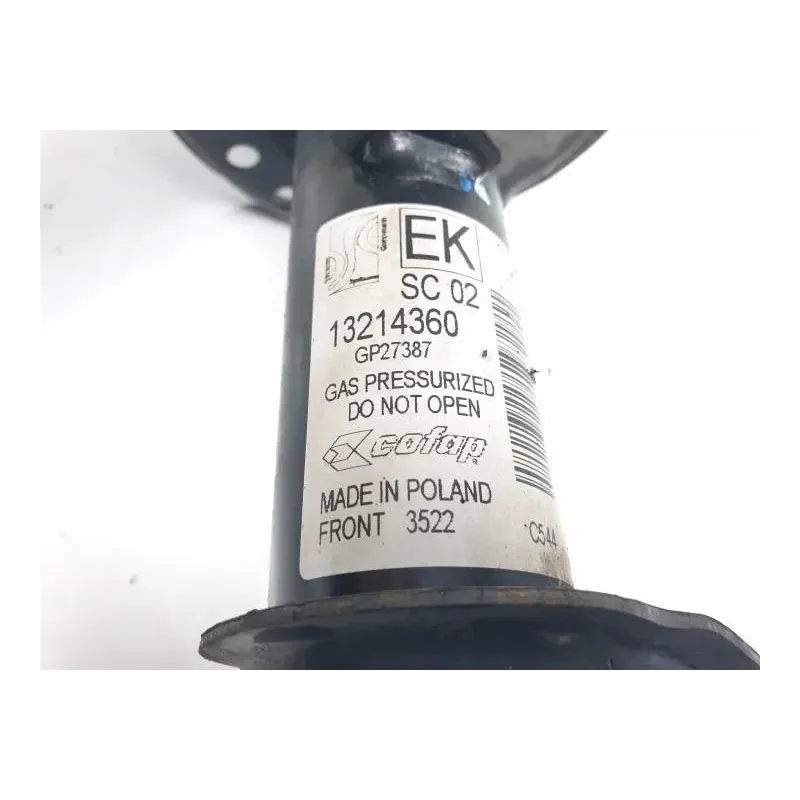 EK
SC 02
13214360
GP27387
GAS PRESSURIZED
DO NOT OPEN
cofap
MADE IN POLAND
FRONT 3522
C544